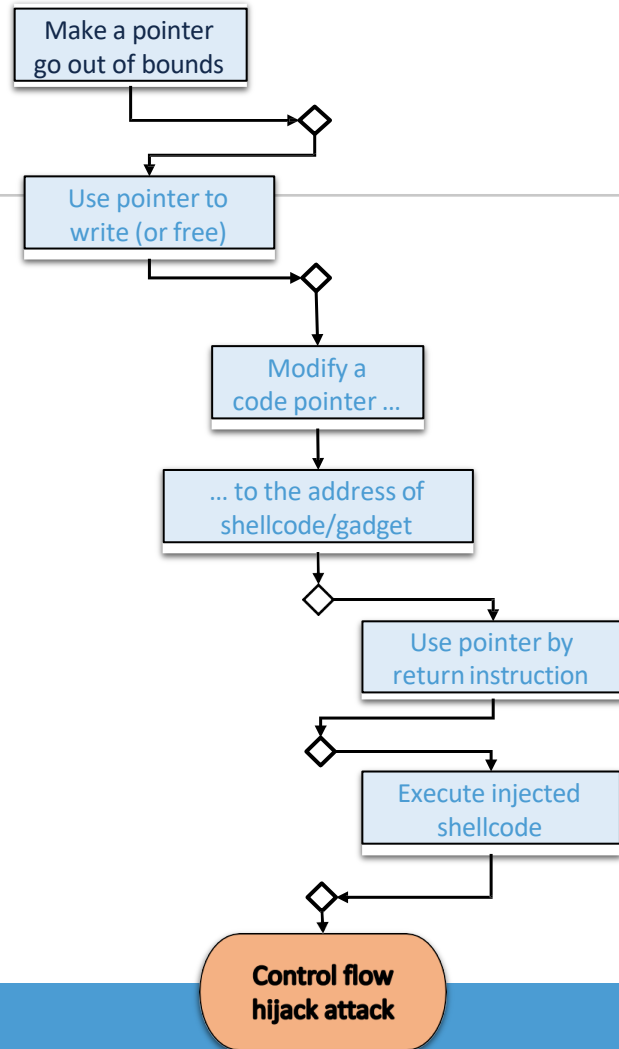 Make a pointer
go out of bounds
Use pointer to
write (or free)
Modify a
code pointer ...
... to the address of
shellcode/gadget
Use pointer by
return instruction
Execute injected
shellcode
Control flow
hijack attack